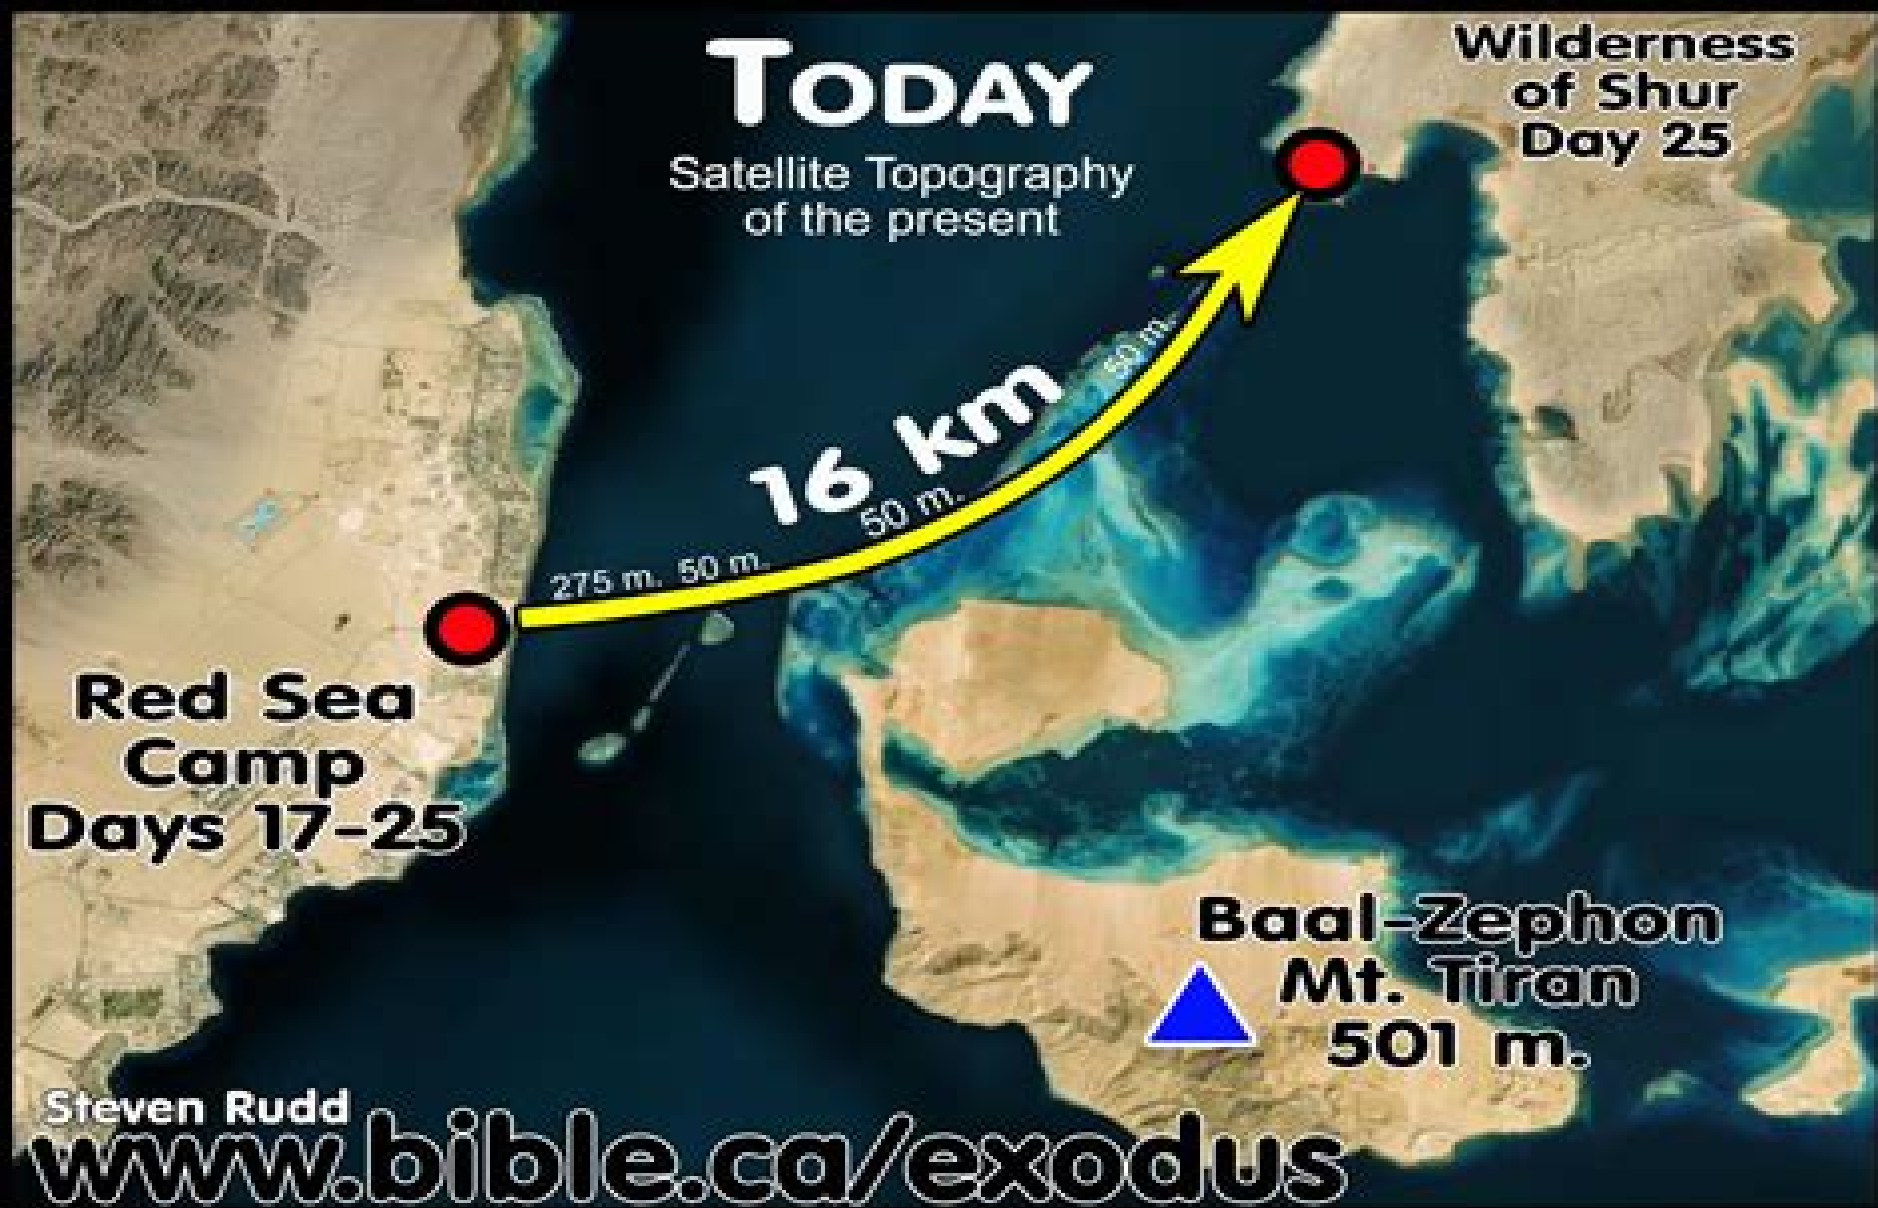 TODAY
Satellite Topography
of the present
Wilderness
of Shur
Day 25
16 km
275 m. 50 m.
50 m.
50 m.
Red Sea
Camp
Days 17-25
Baal-Zephon
Mt. Tiran
501 m.
Steven Rudd
www.bible.ca/exodus